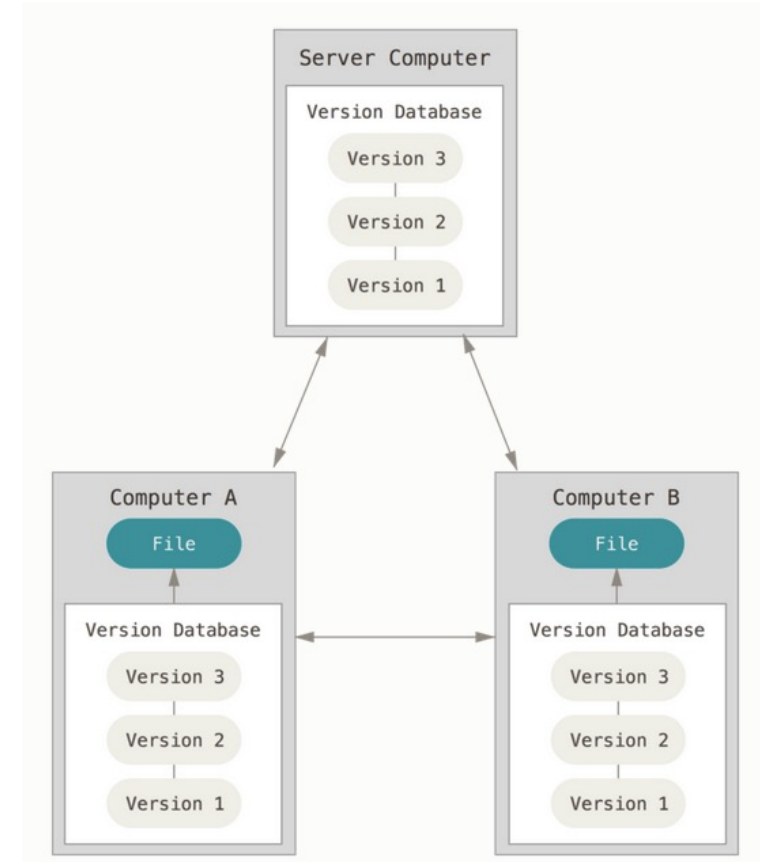 Server Computer
Version Database
Version 3
Version 2
Version 1
Computer A
File
Version Database
Version 3
Version 2
Version 1
Computer B
File
Version Database
Version 3
Version 2
Version 1